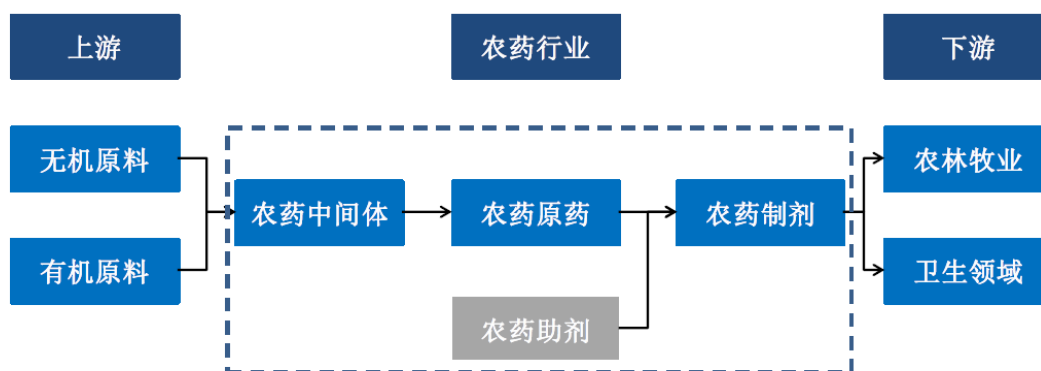 上游
农药行业
下游
无机原料
农林牧业
农药中间体
农药原药
农药制剂
有机原料
卫生领域
农药助剂